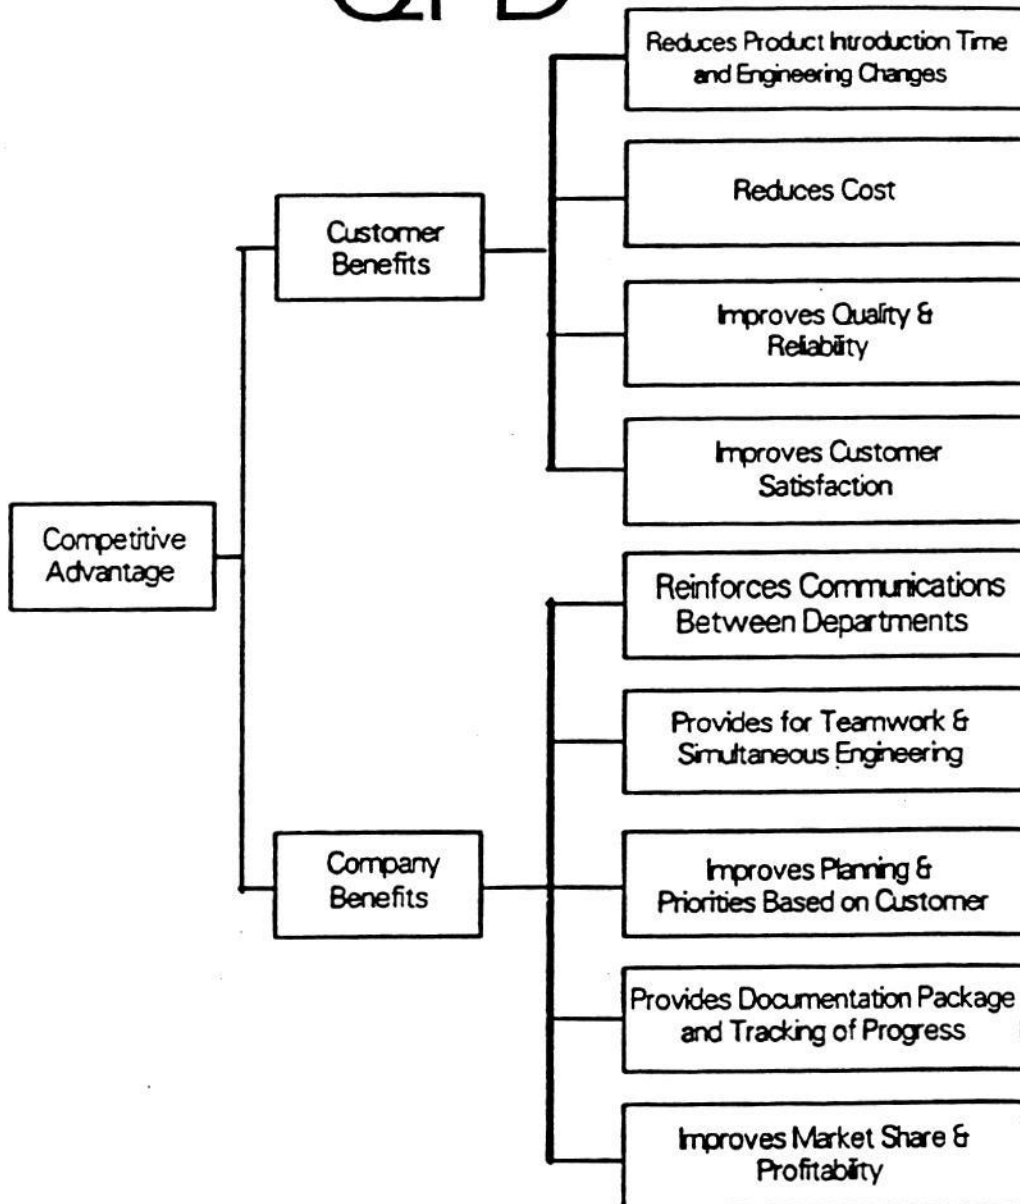 QFD
Reduces Product Introduction Time
and Engineering Changes
Reduces Cost
Customer
Benefits
Improves Quality &
Reliability
Improves Customer
Satisfaction
Competitive
Advantage
Reinforces Communications
Between Departments
Provides for Teamwork &
Simultaneous Engineering
Company
Benefits
Improves Planning &
Priorities Based on Customer
Provides Documentation Package
and Tracking of Progress
Improves Market Share &
Profitability